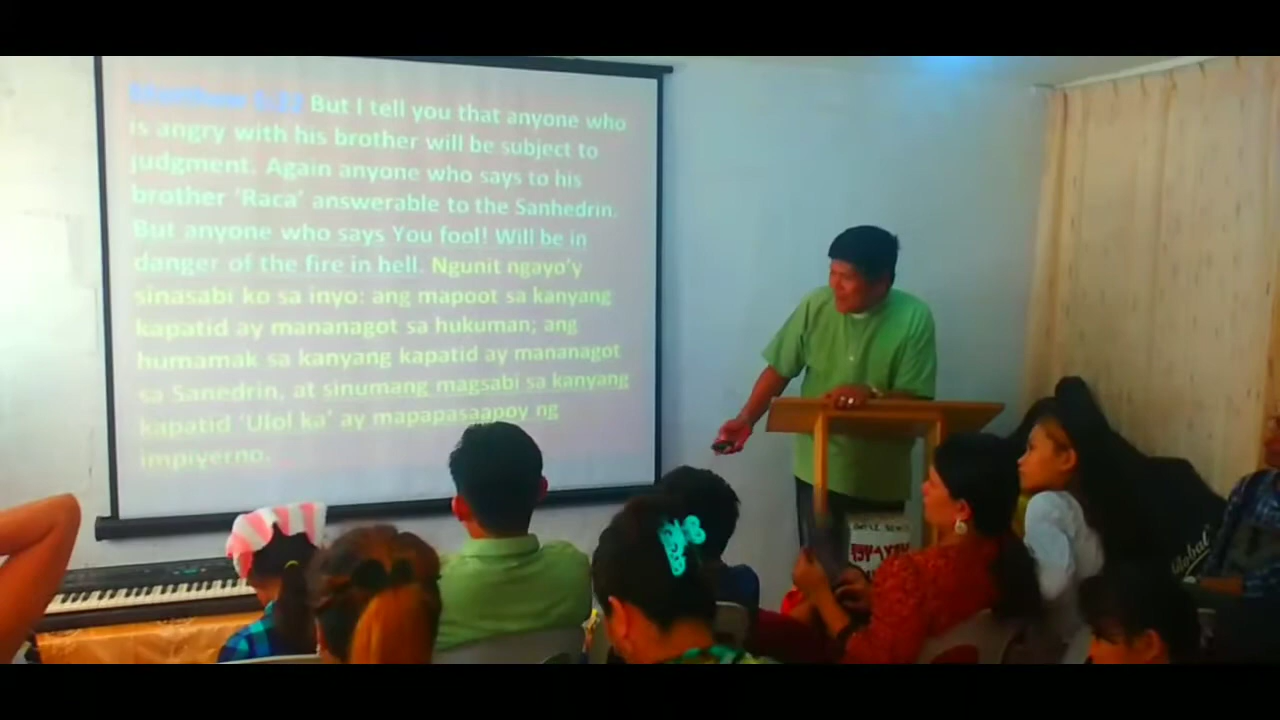 Matthew 5:22 But I tell you that anyone who
is angry with his brother will be subject to
judgment. Again anyone who says to his
brother ‘Raca’ answerable to the Sanhedrin.
But anyone who says You fool! Will be in
danger of the fire in hell. Ngunit ngayo’y
sinasabi ko sa inyo: ang mapoot sa kanyang
kapatid ay mananagot sa hukuman; ang
humamak sa kanyang kapatid ay mananagot
sa Sanedrin, at sinumang magsabi sa kanyang
kapatid ‘Ulol ka’ ay mapapasaapoy ng
impiyerno.
Global